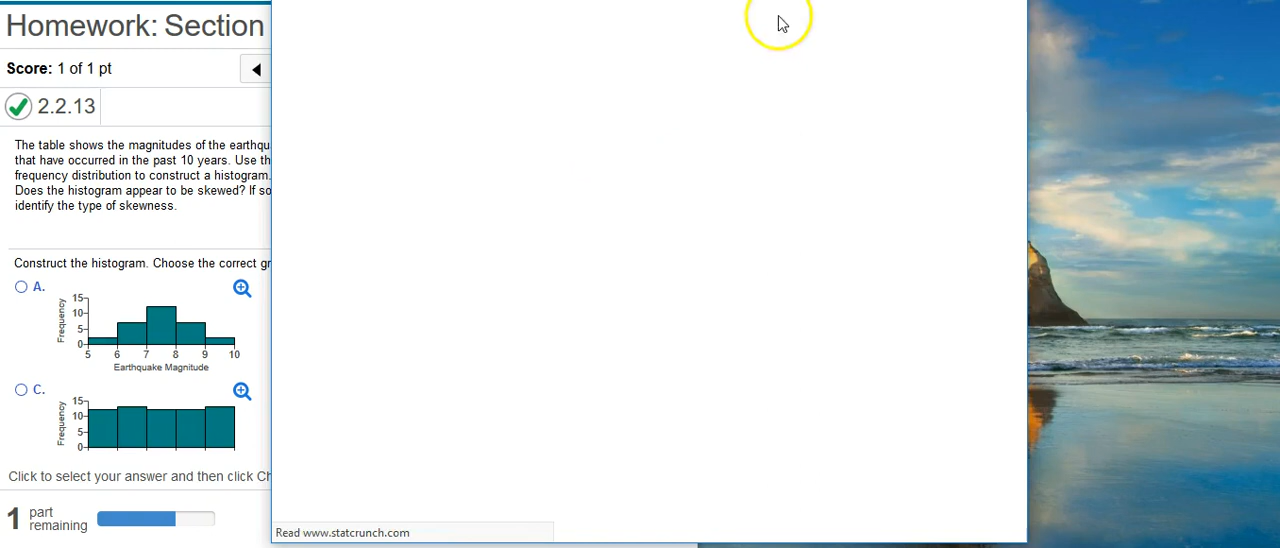 Homework: Section
Score: 1 of 1 pt
2.2.13
The table shows the magnitudes of the earthqu
that have occurred in the past 10 years. Use th
frequency distribution to construct a histogram.
Does the histogram appear to be skewed? If so
identify the type of skewness.
Construct the histogram. Choose the correct gr
A.
Frequency
15
10
5
0
5 6 7 8 9 10
Earthquake Magnitude
C.
Frequency
15
10
5
0
Click to select your answer and then click Ch
1 part
remaining
Read www.statcrunch.com